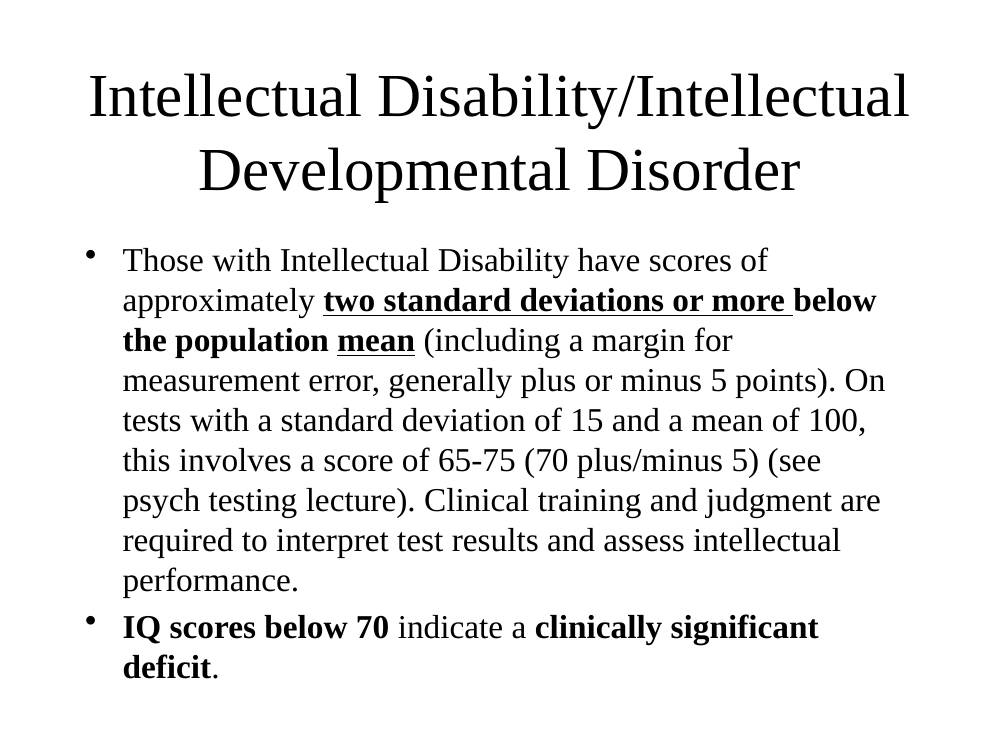 Intellectual Disability/Intellectual
Developmental Disorder
• Those with Intellectual Disability have scores of
approximately two standard deviations or more below
the population mean (including a margin for
measurement error, generally plus or minus 5 points). On
tests with a standard deviation of 15 and a mean of 100,
this involves a score of 65-75 (70 plus/minus 5) (see
psych testing lecture). Clinical training and judgment are
required to interpret test results and assess intellectual
performance.
• IQ scores below 70 indicate a clinically significant
deficit.